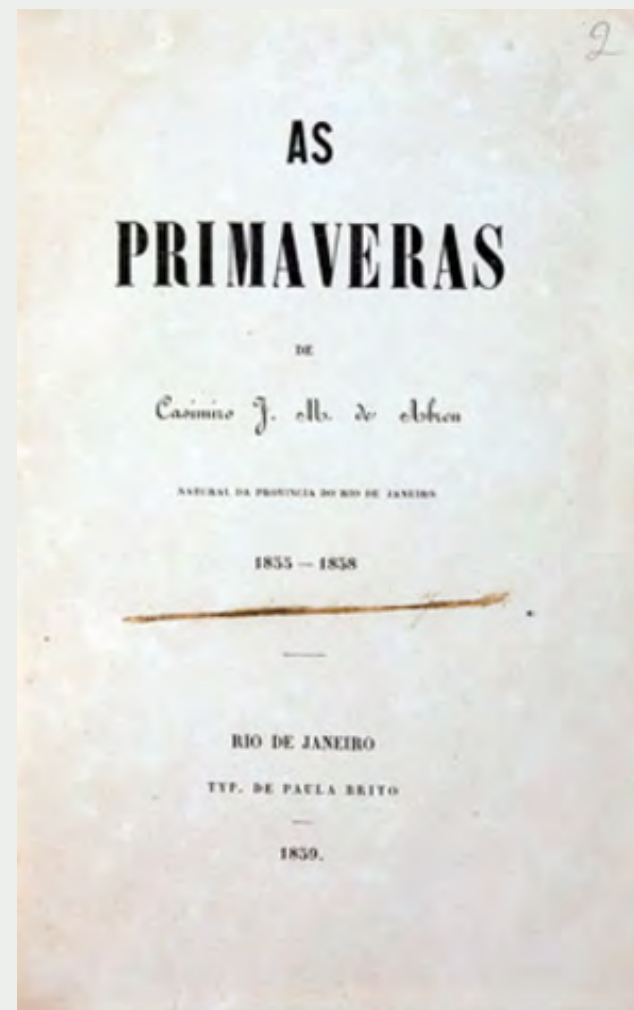 2
AS
PRIMAVERAS
DE
Casimiro J. M. de Abreu
NATURAL DA PROVINCIA DO RIO DE JANEIRO
1855 — 1858
RIO DE JANEIRO
TYP. DE PAULA BRITO
1859.